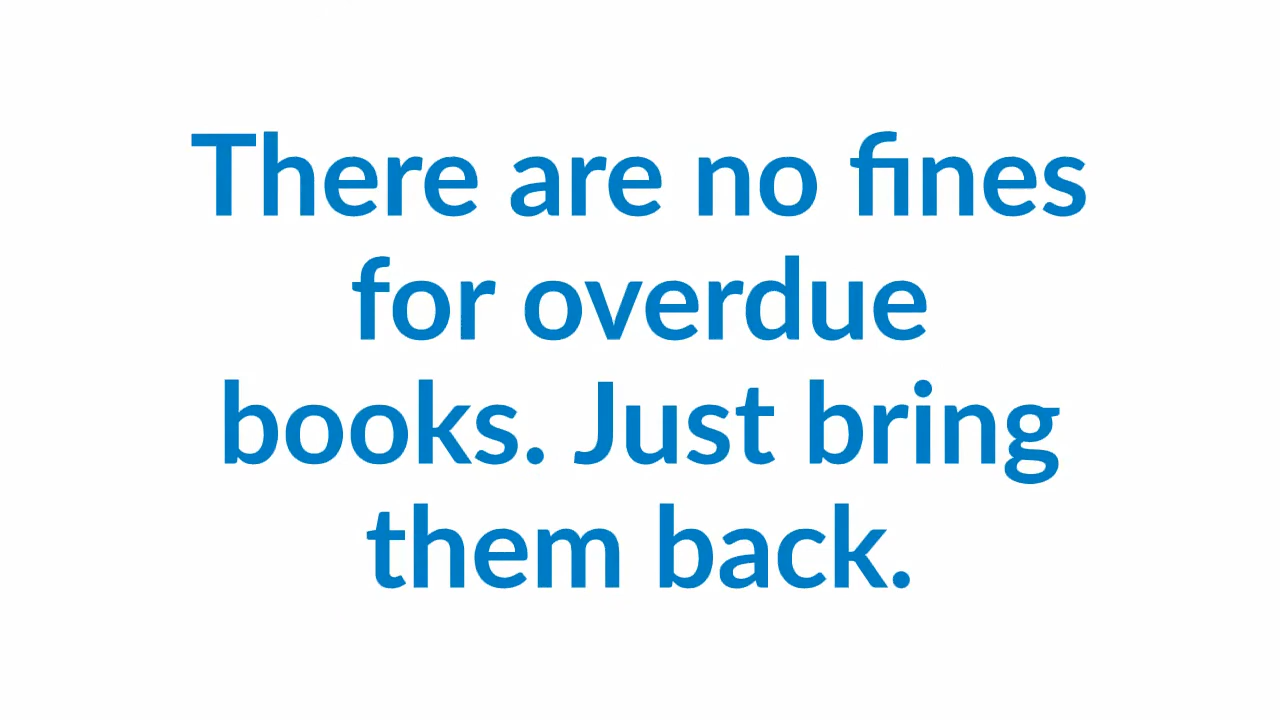 There are no fines
for overdue
books. Just bring
them back.